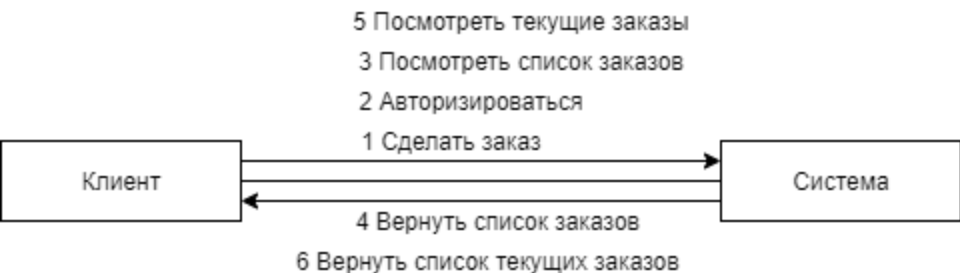 5 Посмотреть текущие заказы
3 Посмотреть список заказов
2 Авторизироваться
1 Сделать заказ
Клиент
Система
4 Вернуть список заказов
6 Вернуть список текущих заказов